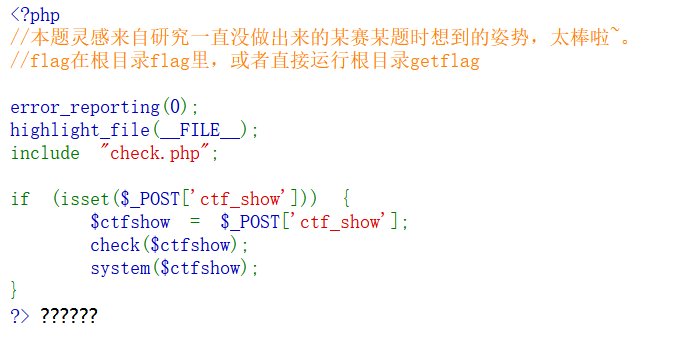 <?php
//本题灵感来自研究一直没做出来的某赛某题时想到的姿势，太棒啦~。
//flag在根目录flag里，或者直接运行根目录getflag
error_reporting(0);
highlight_file(__FILE__);
include "check.php";
if (isset($_POST['ctf_show'])) {
$ctfshow = $_POST['ctf_show'];
check($ctfshow);
system($ctfshow);
}
?> ??????